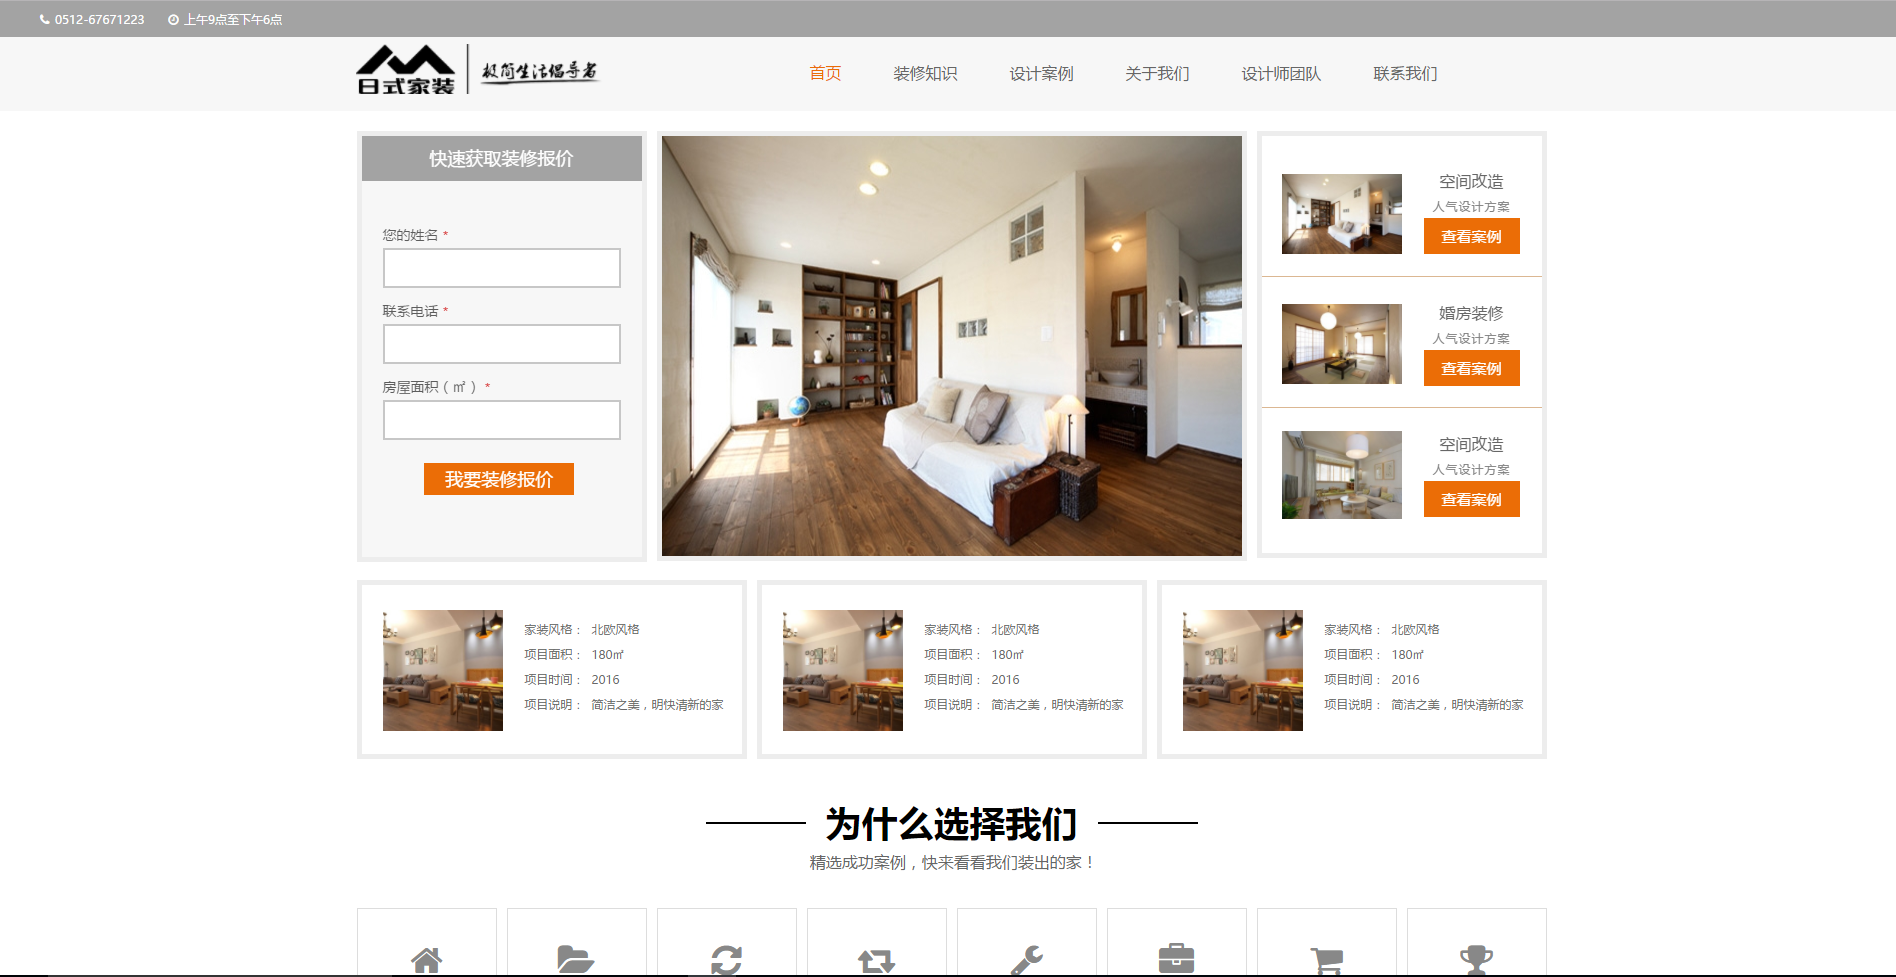 0512-67671223 上午9点至下午6点
日式家装 极简生活倡导者
首页 装修知识 设计案例 关于我们 设计师团队 联系我们
快速获取装修报价
您的姓名 *
联系电话 *
房屋面积（㎡） *
我要装修报价
空间改造
人气设计方案
查看案例
婚房装修
人气设计方案
查看案例
空间改造
人气设计方案
查看案例
家装风格： 北欧风格
项目面积： 180㎡
项目时间： 2016
项目说明： 简洁之美，明快清新的家
家装风格： 北欧风格
项目面积： 180㎡
项目时间： 2016
项目说明： 简洁之美，明快清新的家
家装风格： 北欧风格
项目面积： 180㎡
项目时间： 2016
项目说明： 简洁之美，明快清新的家
为什么选择我们
精选成功案例，快来看看我们装出的家！